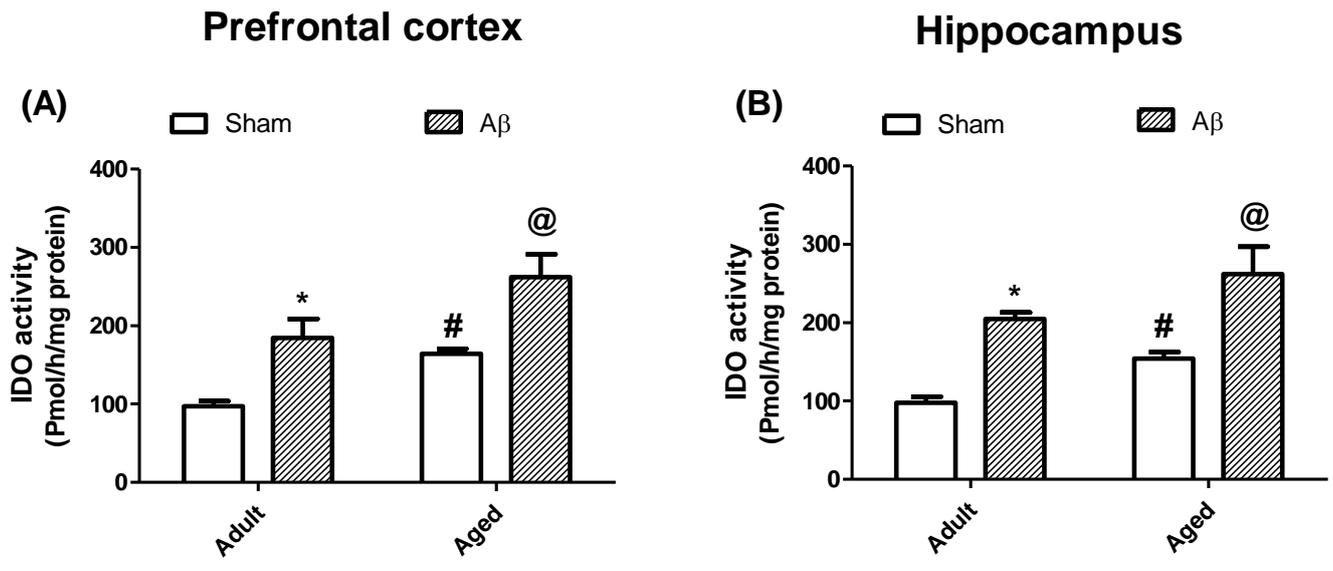 Prefrontal cortex
(A)
Sham
Aβ
IDO activity
(Pmol/h/mg protein)
400
300
200
100
0
*
#
@
Adult
Aged
Hippocampus
(B)
Sham
Aβ
IDO activity
(Pmol/h/mg protein)
400
300
200
100
0
*
#
@
Adult
Aged